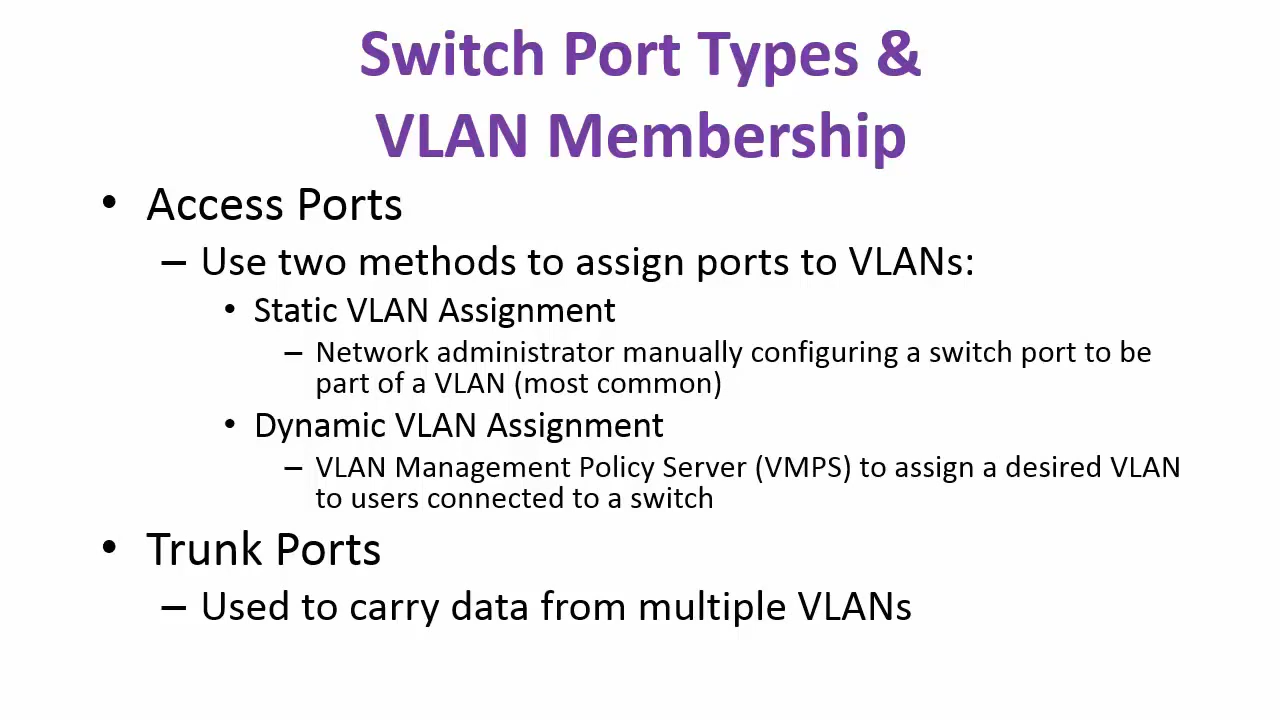 Switch Port Types &
VLAN Membership
• Access Ports
– Use two methods to assign ports to VLANs:
• Static VLAN Assignment
– Network administrator manually configuring a switch port to be
part of a VLAN (most common)
• Dynamic VLAN Assignment
– VLAN Management Policy Server (VMPS) to assign a desired VLAN
to users connected to a switch
• Trunk Ports
– Used to carry data from multiple VLANs